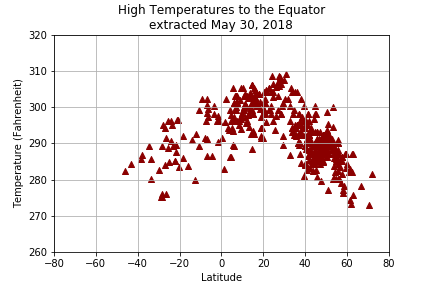 High Temperatures to the Equator
extracted May 30, 2018
Temperature (Fahrenheit)
320
310
300
290
280
270
260
−80 −60 −40 −20 0 20 40 60 80
Latitude